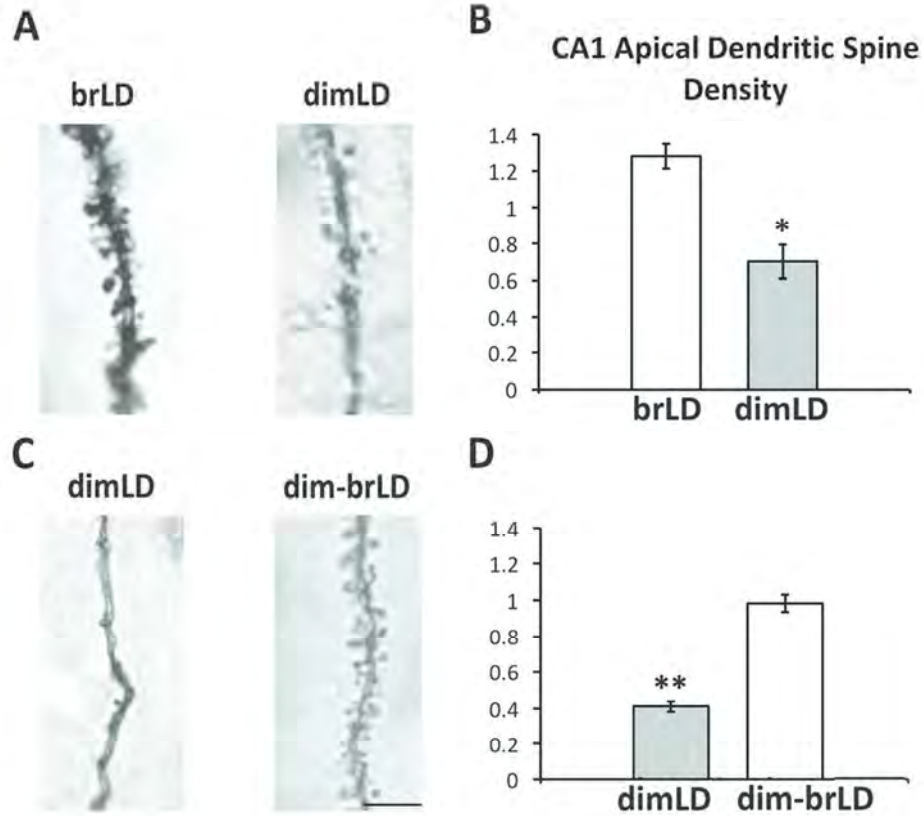 A
brLD
dimLD
B
CA1 Apical Dendritic Spine
Density
1.4
1.2
1
0.8
0.6
0.4
0.2
0
*
brLD
dimLD
C
dimLD
dim-brLD
D
1.4
1.2
1
0.8
0.6
0.4
0.2
0
**
dimLD
dim-brLD